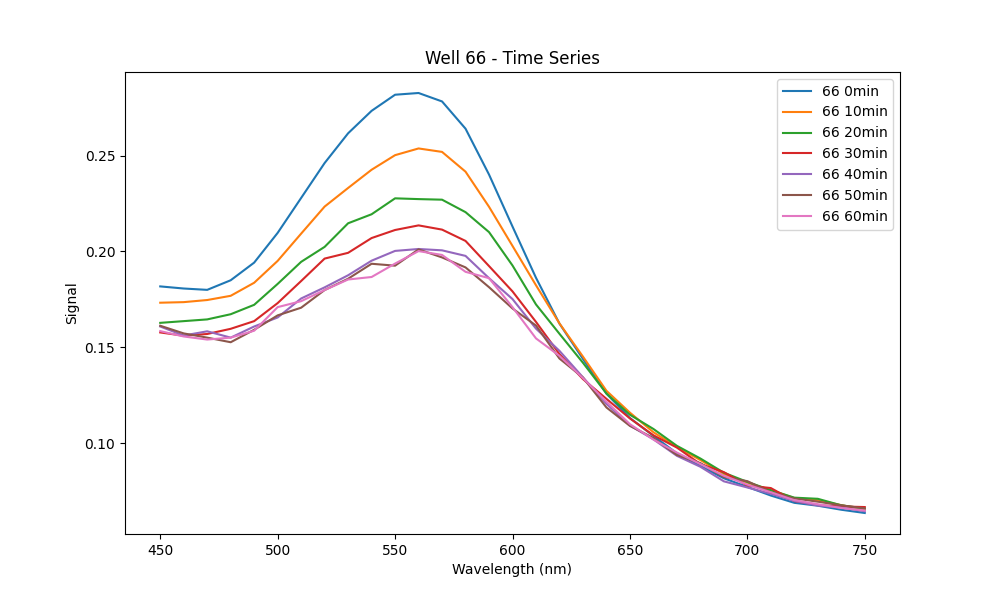 Well 66 - Time Series
66 0min
66 10min
66 20min
66 30min
66 40min
66 50min
66 60min
Signal
0.25
0.20
0.15
0.10
450 500 550 600 650 700 750
Wavelength (nm)